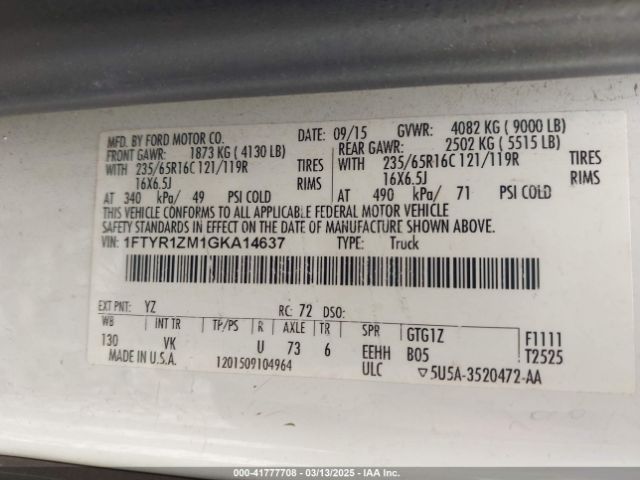 MFD. BY FORD MOTOR CO. DATE: 09/15 GVWR: 4082 KG ( 9000 LB)
FRONT GAWR: 1873 KG ( 4130 LB) REAR GAWR: 2502 KG ( 5515 LB)
WITH 235/65R16C 121/119R TIRES WITH 235/65R16C 121/119R TIRES
16X6.5J RIMS 16X6.5J RIMS
AT 340 kPa/ 49 PSI COLD AT 490 kPa/ 71 PSI COLD
THIS VEHICLE CONFORMS TO ALL APPLICABLE FEDERAL MOTOR VEHICLE
SAFETY STANDARDS IN EFFECT ON THE DATE OF MANUFACTURE SHOWN ABOVE.
VIN: 1FTYR1ZM1GKA14637 TYPE: Truck
EXT PNT: YZ RC: 72 DSO:
WB INT TR TP/PS R AXLE TR SPR GTG1Z F1111
130 VK U 73 6 EEHH B05 T2525
MADE IN U.S.A. 1201509104964 ULC ▽5U5A-3520472-AA
000-41777708 - 03/13/2025 - IAA Inc.